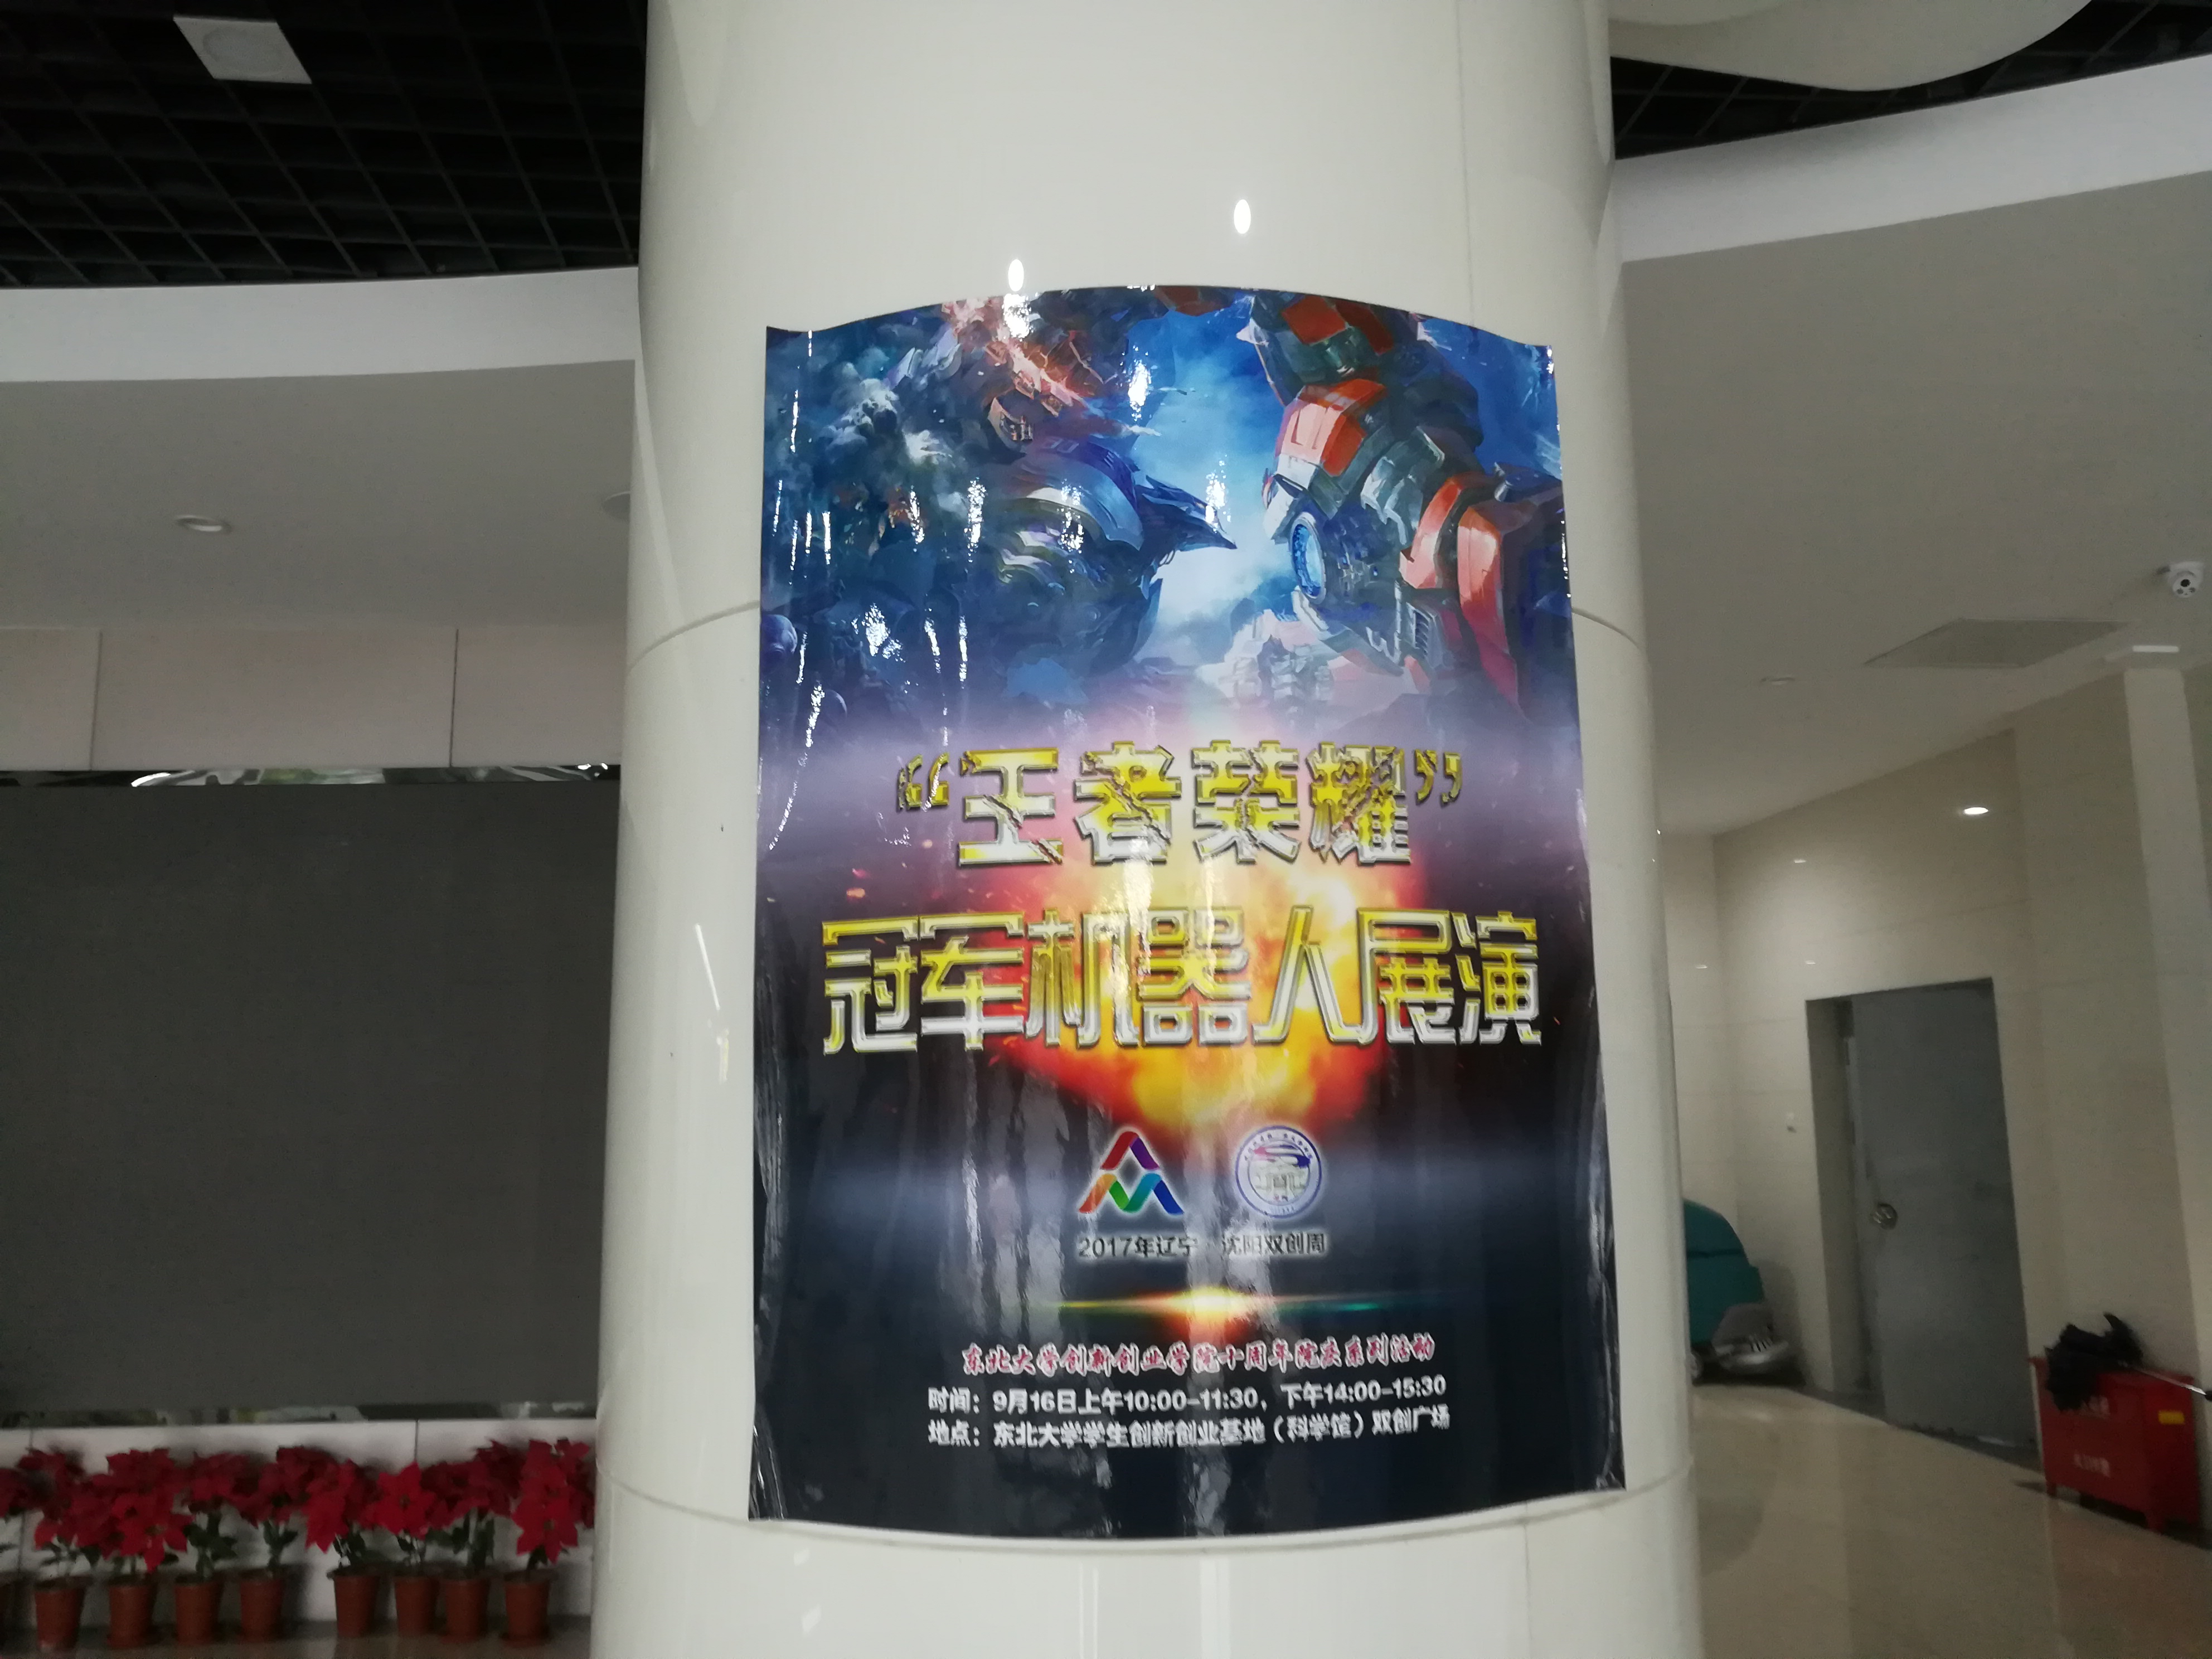 “王者荣耀”
冠军机器人展演
2017年辽宁 沈阳双创周
东北大学创新创业学院十周年院庆系列活动
时间：9月16日上午10:00-11:30，下午14:00-15:30
地点：东北大学学生创新创业基地（科学馆）双创广场